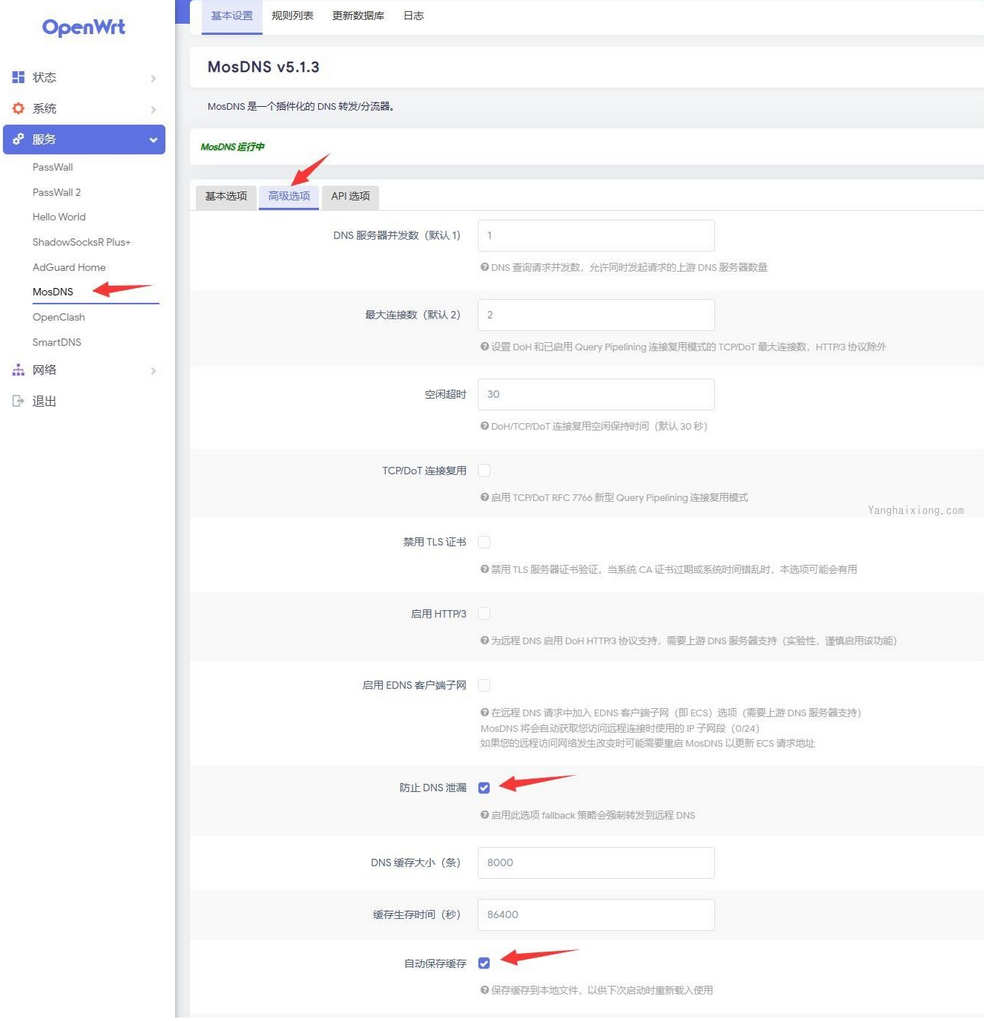 OpenWrt
状态
系统
服务
PassWall
PassWall 2
Hello World
ShadowSocksR Plus+
AdGuard Home
MosDNS
OpenClash
SmartDNS
网络
退出
基本设置 规则列表 更新数据库 日志
MosDNS v5.1.3
MosDNS 是一个插件化的 DNS 转发/分流器。
MosDNS 运行中
基本选项 高级选项 API 选项
DNS 服务器并发数（默认 1） 1
DNS 查询请求并发数，允许同时发起请求的上游 DNS 服务器数量
最大连接数（默认 2） 2
设置 DoH 和已启用 Query Pipelining 连接复用模式的 TCP/DoT 最大连接数，HTTP/3 协议除外
空闲超时 30
DoH/TCP/DoT 连接复用空闲保持时间（默认 30 秒）
TCP/DoT 连接复用
启用 TCP/DoT RFC 7766 新型 Query Pipelining 连接复用模式
Yanghaixiong.com
禁用 TLS 证书
禁用 TLS 服务器证书验证，当系统 CA 证书过期或系统时间错乱时，本选项可能会有用
启用 HTTP/3
为远程 DNS 启用 DoH HTTP/3 协议支持，需要上游 DNS 服务器支持（实验性，谨慎启用该功能）
启用 EDNS 客户端子网
在远程 DNS 请求中加入 EDNS 客户端子网（即 ECS）选项（需要上游 DNS 服务器支持）
MosDNS 将会自动获取您访问远程连接时使用的 IP 子网段（0/24）
如果您的远程访问网络发生改变时可能需要重启 MosDNS 以更新 ECS 请求地址
防止 DNS 泄漏
启用此选项 fallback 策略会强制转发到远程 DNS
DNS 缓存大小（条） 8000
缓存生存时间（秒） 86400
自动保存缓存
保存缓存到本地文件，以供下次启动时重新载入使用